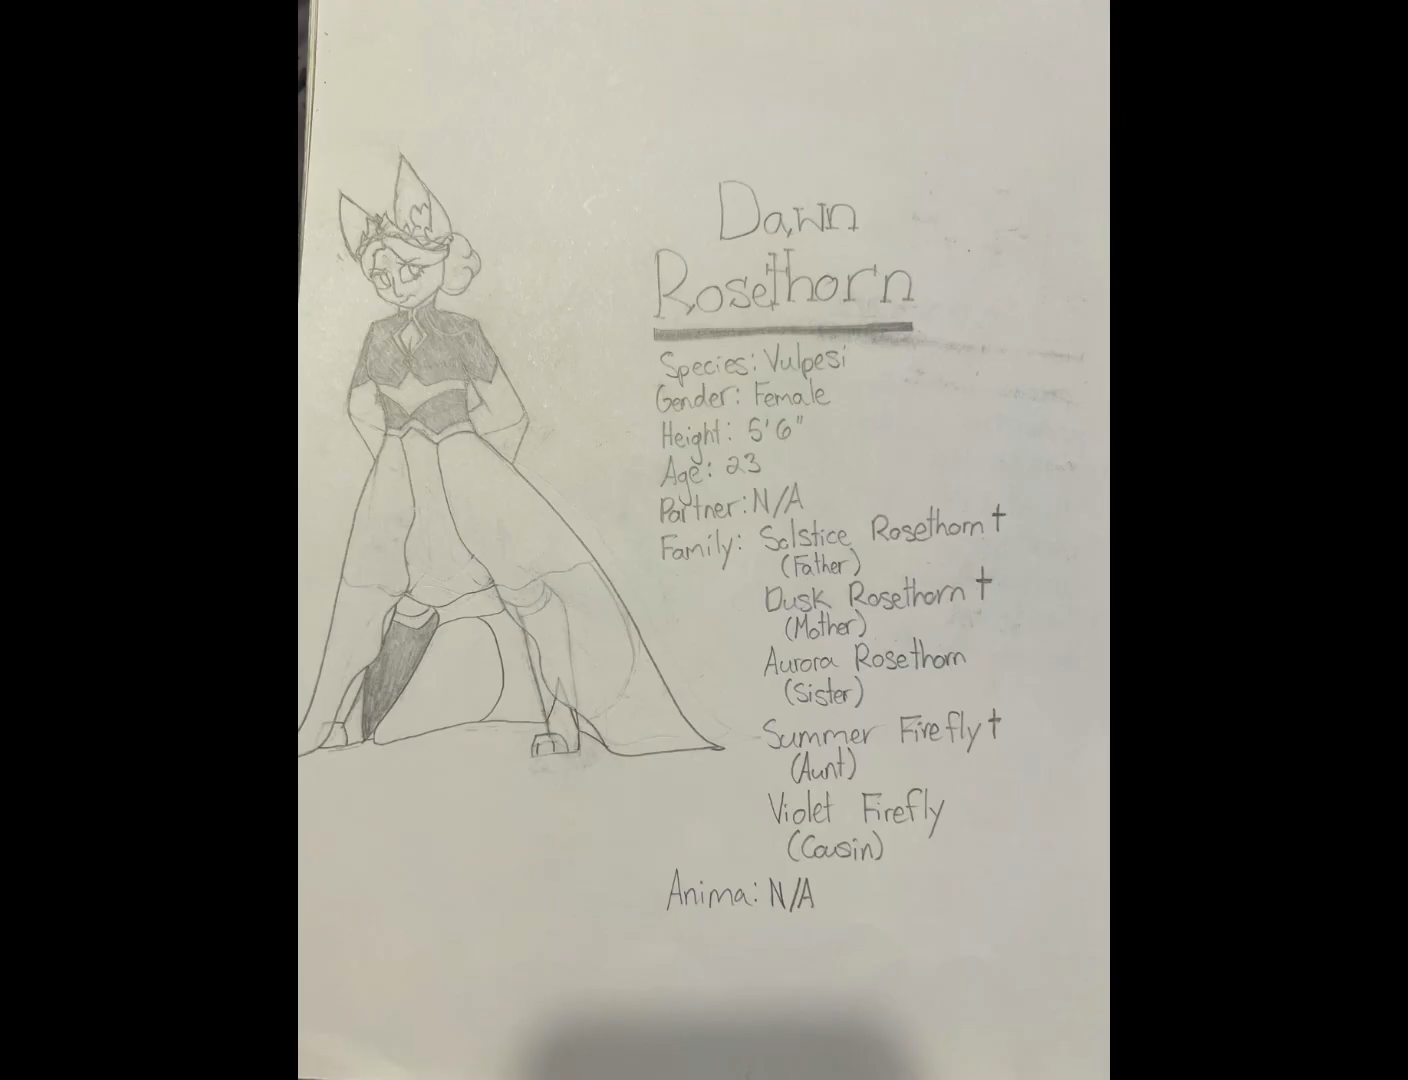 Dawn
Rosethorn
Species: Vulpesi
Gender: Female
Height: 5'6"
Age: 23
Partner: N/A
Family: Solstice Rosethorn †
(Father)
Dusk Rosethorn †
(Mother)
Aurora Rosethorn
(Sister)
Summer Firefly †
(Aunt)
Violet Firefly
(Cousin)
Anima: N/A